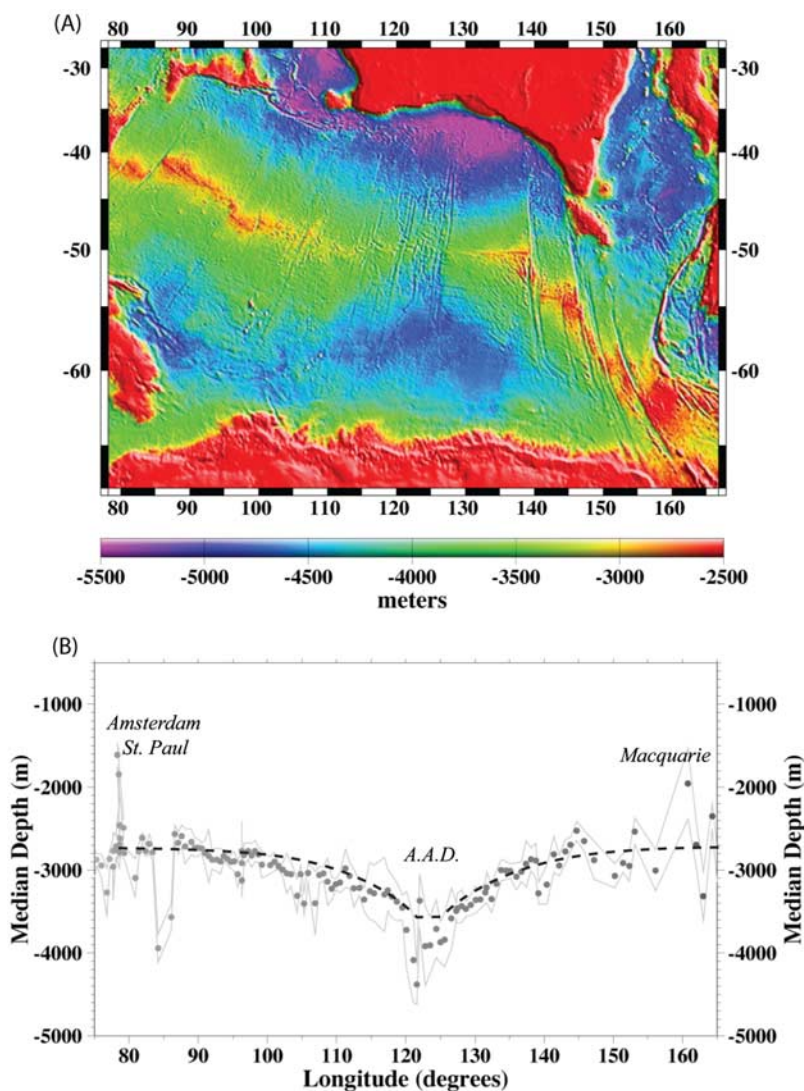 (A)
80 90 100 110 120 130 140 150 160
-30 -30
-40 -40
-50 -50
-60 -60
80 90 100 110 120 130 140 150 160
-5500 -5000 -4500 -4000 -3500 -3000 -2500
meters
(B)
-1000 -1000
Amsterdam
St. Paul
Macquarie
-2000 -2000
A.A.D.
-3000 -3000
-4000 -4000
-5000 -5000
Median Depth (m)
Median Depth (m)
80 90 100 110 120 130 140 150 160
Longitude (degrees)